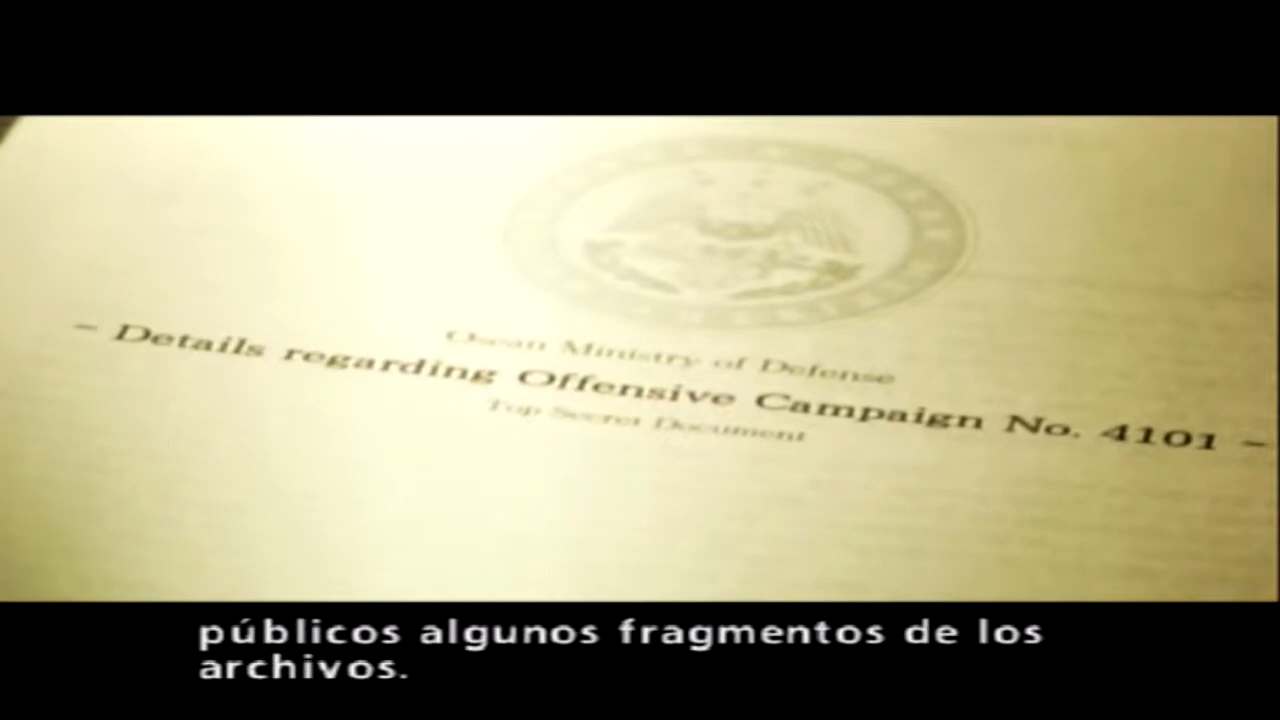 Osean Ministry of Defense
– Details regarding Offensive Campaign No. 4101 –
Top Secret Document
públicos algunos fragmentos de los
archivos.